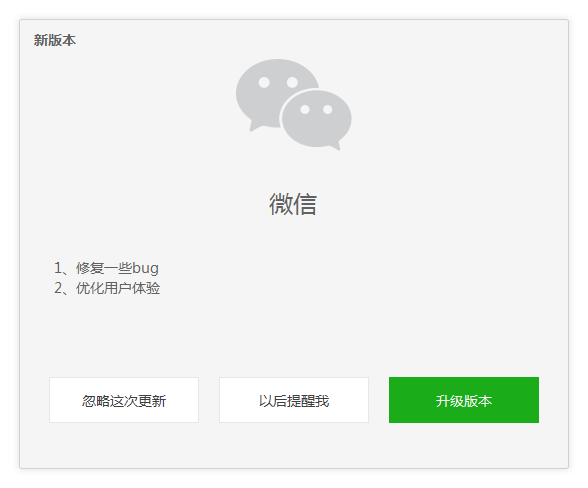 新版本
微信
1、修复一些bug
2、优化用户体验
忽略这次更新
以后提醒我
升级版本